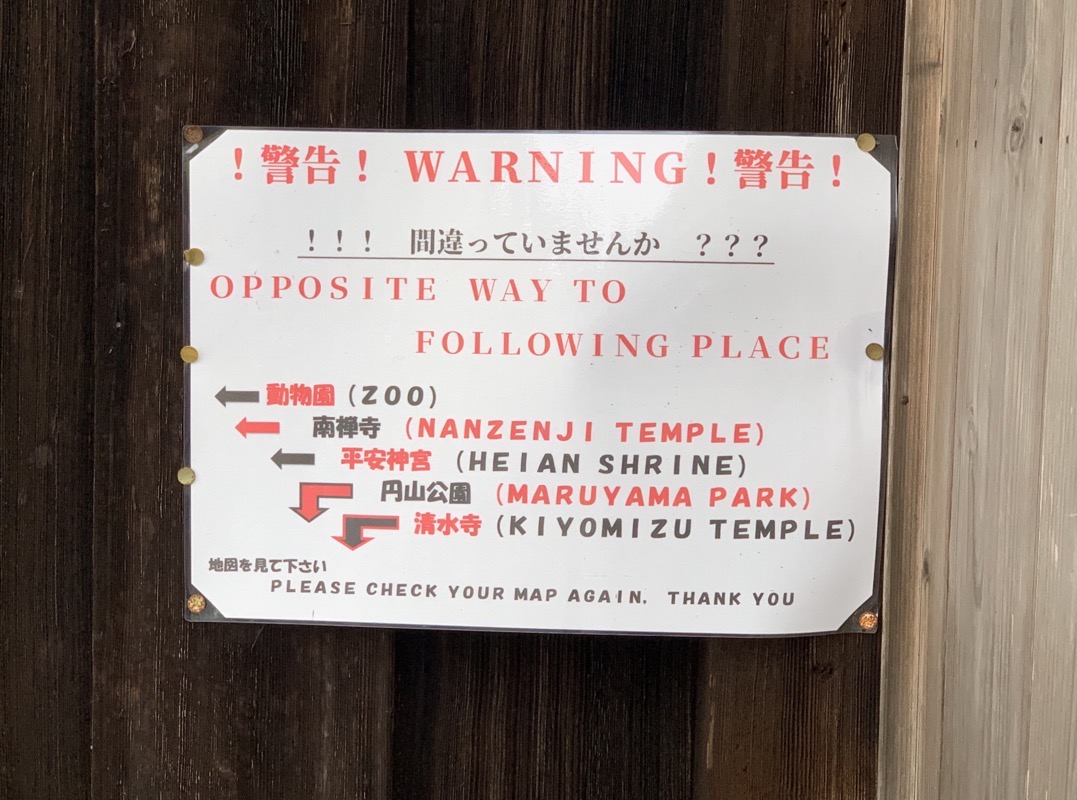 ！警告！ WARNING！警告！
！！！ 間違っていませんか ？？？
OPPOSITE WAY TO
FOLLOWING PLACE
← 動物園 (ZOO)
← 南禅寺 (NANZENJI TEMPLE)
← 平安神宮 (HEIAN SHRINE)
円山公園 (MARUYAMA PARK)
清水寺 (KIYOMIZU TEMPLE)
地図を見て下さい
PLEASE CHECK YOUR MAP AGAIN, THANK YOU